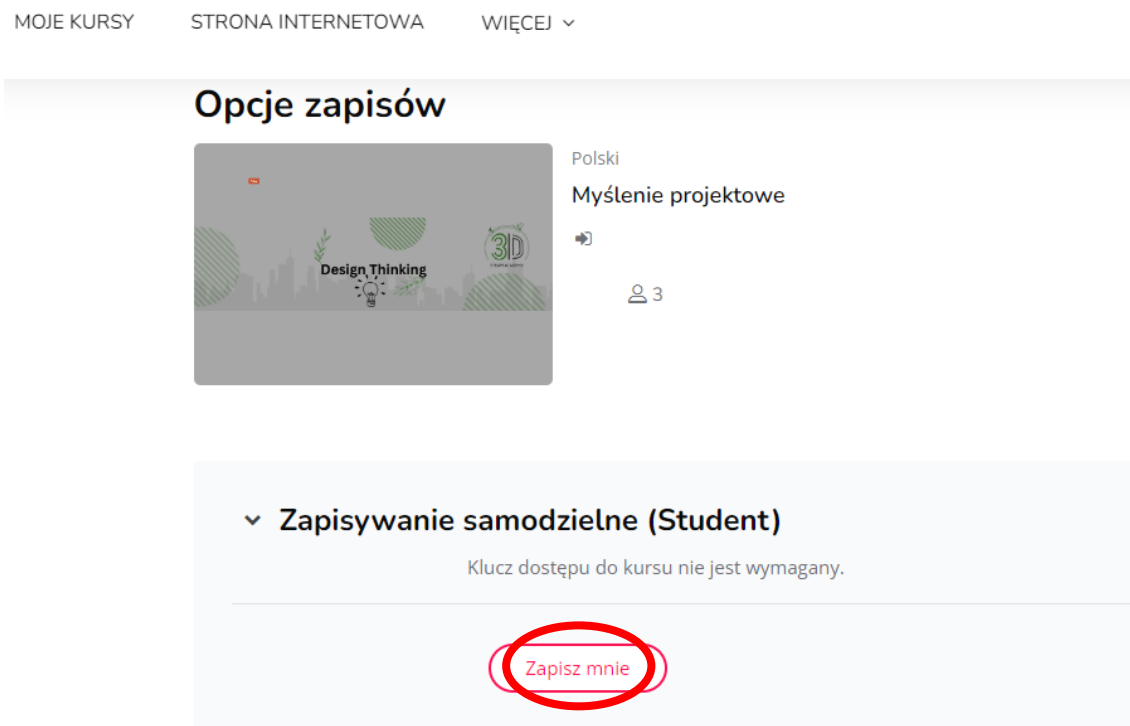 MOJE KURSY STRONA INTERNETOWA WIĘCEJ
Opcje zapisów
Polski
Myślenie projektowe
3D
Design Thinking
3
Zapisywanie samodzielne (Student)
Klucz dostępu do kursu nie jest wymagany.
Zapisz mnie